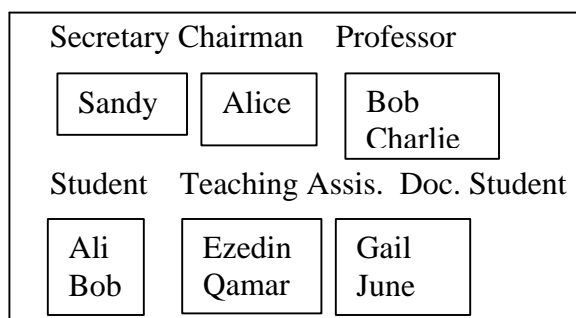 Secretary Chairman Professor
Sandy Alice Bob
Charlie
Student Teaching Assis. Doc. Student
Ali Ezedin Gail
Bob Qamar June